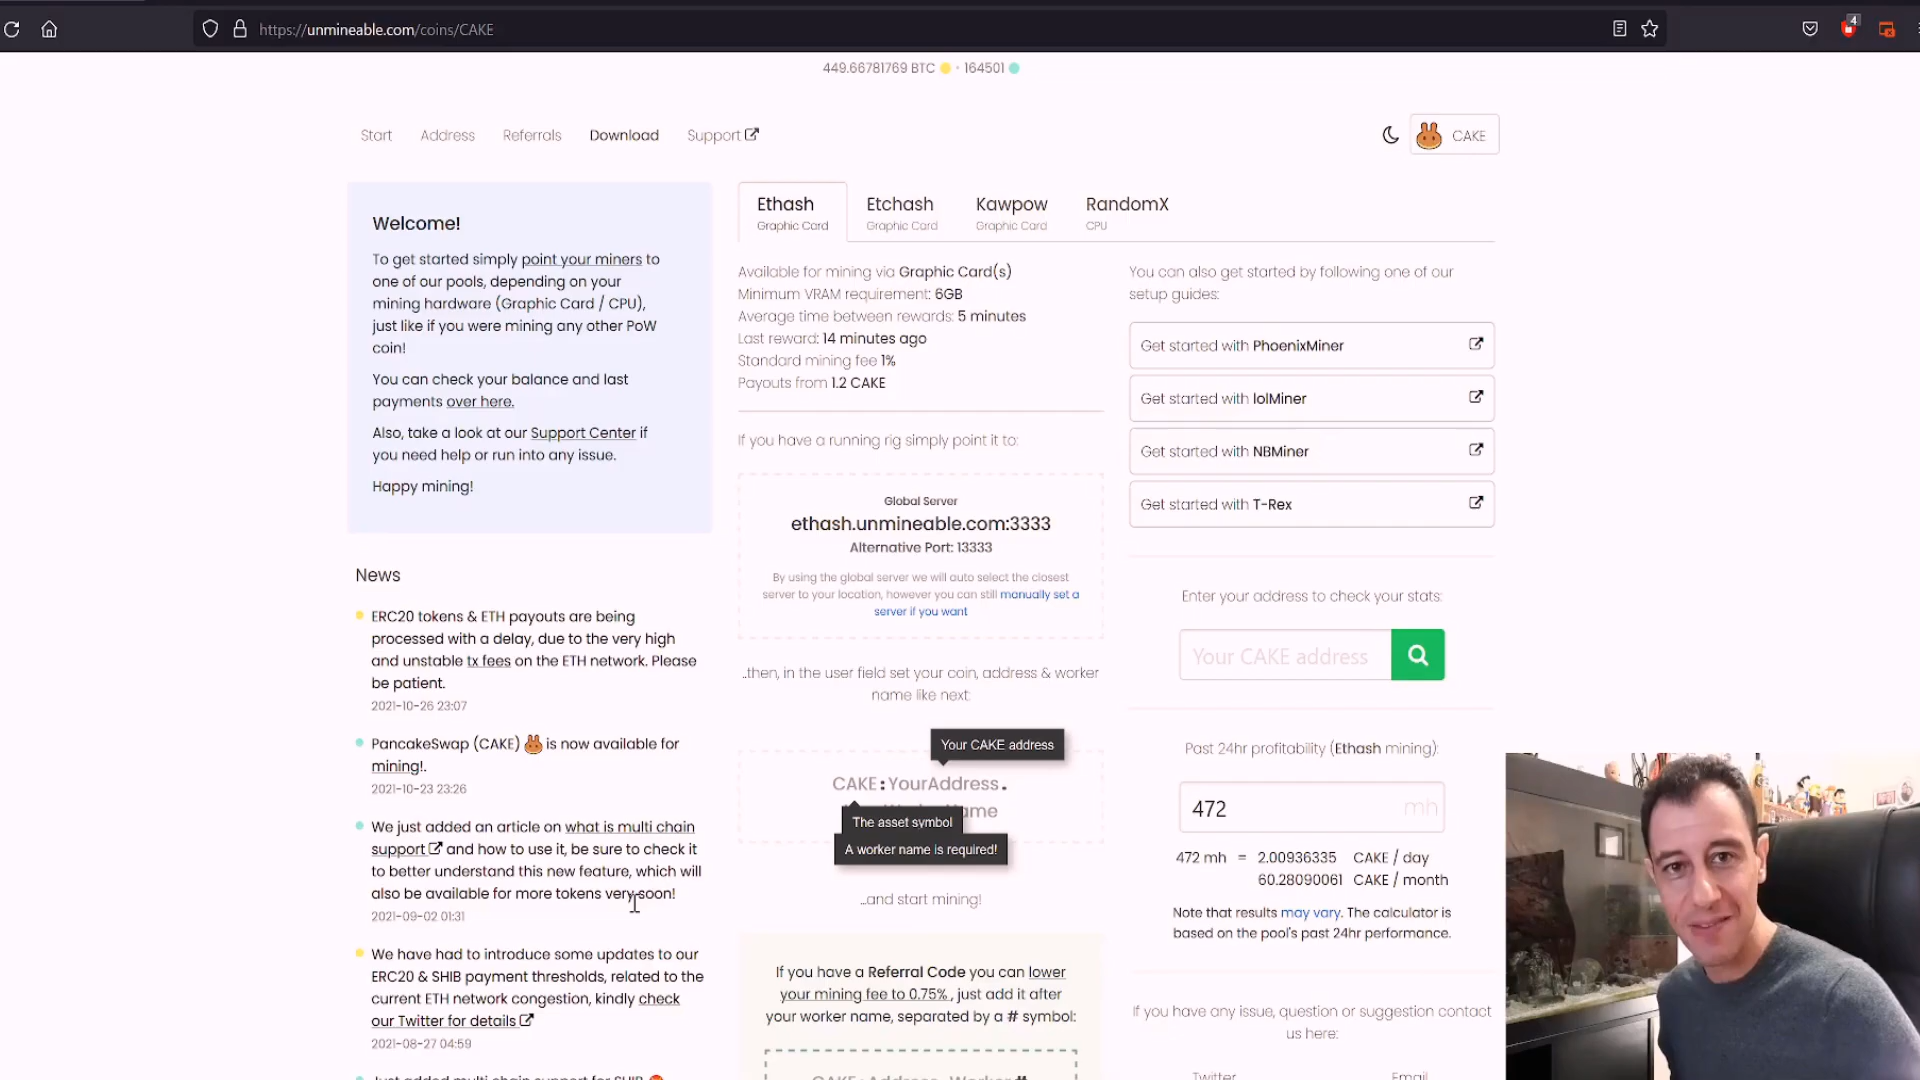 https://unmineable.com/coins/CAKE
4
449.66781769 BTC · 164501
Start Address Referrals Download Support
CAKE
Welcome!
To get started simply point your miners to
one of our pools, depending on your
mining hardware (Graphic Card / CPU),
just like if you were mining any other PoW
coin!
You can check your balance and last
payments over here.
Also, take a look at our Support Center if
you need help or run into any issue.
Happy mining!
News
ERC20 tokens & ETH payouts are being
processed with a delay, due to the very high
and unstable tx fees on the ETH network. Please
be patient.
2021-10-26 23:07
PancakeSwap (CAKE) is now available for
mining!.
2021-10-23 23:26
We just added an article on what is multi chain
support and how to use it, be sure to check it
to better understand this new feature, which will
also be available for more tokens very soon!
2021-09-02 01:31
We have had to introduce some updates to our
ERC20 & SHIB payment thresholds, related to the
current ETH network congestion, kindly check
our Twitter for details
2021-08-27 04:59
Just added multi chain support for SHIB
Ethash Etchash Kawpow RandomX
Graphic Card Graphic Card Graphic Card CPU
Available for mining via Graphic Card(s)
Minimum VRAM requirement: 6GB
Average time between rewards: 5 minutes
Last reward: 14 minutes ago
Standard mining fee 1%
Payouts from 1.2 CAKE
If you have a running rig simply point it to:
Global Server
ethash.unmineable.com:3333
Alternative Port: 13333
By using the global server we will auto select the closest
server to your location, however you can still manually set a
server if you want
..then, in the user field set your coin, address & worker
name like next:
Your CAKE address
CAKE:YourAddress.
Name
The asset symbol
A worker name is required!
...and start mining!
If you have a Referral Code you can lower
your mining fee to 0.75% , just add it after
your worker name, separated by a # symbol:
You can also get started by following one of our
setup guides:
Get started with PhoenixMiner
Get started with lolMiner
Get started with NBMiner
Get started with T-Rex
Enter your address to check your stats:
Your CAKE address
Past 24hr profitability (Ethash mining):
472 mh
472 mh = 2.00936335 CAKE / day
60.28090061 CAKE / month
Note that results may vary. The calculator is
based on the pool's past 24hr performance.
If you have any issue, question or suggestion contact
us here:
Twitter Email